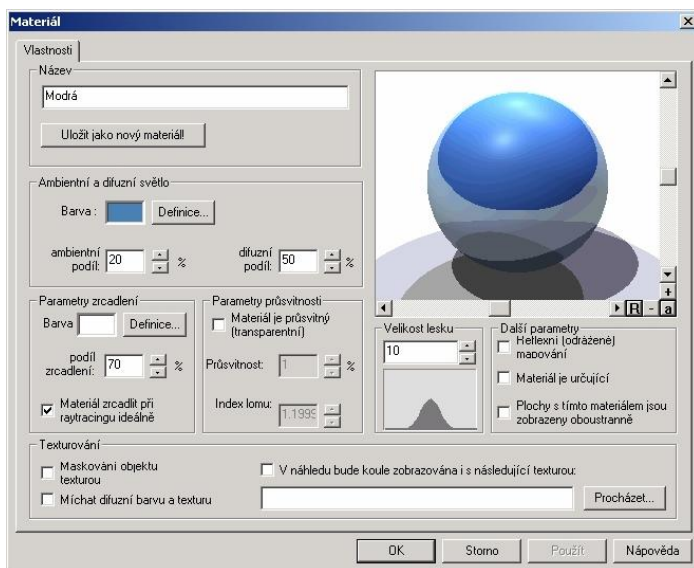 Materiál
Vlastnosti
Název
Modrá
Uložit jako nový materiál!
Ambientní a difuzní světlo
Barva :
Definice...
ambientní
podíl: 20 %
difuzní
podíl: 50 %
Parametry zrcadlení
Barva
Definice...
podíl
zrcadlení: 70 %
Materiál zrcadlit při
raytracingu ideálně
Parametry průsvitnosti
Materiál je průsvitný
(transparentní)
Průsvitnost: 1 %
Index lomu: 1.1999
R - a
+
Velikost lesku
10
Další parametry
Reflexní (odrážené)
mapování
Materiál je určující
Plochy s tímto materiálem jsou
zobrazeny oboustranně
Texturování
Maskování objektu
texturou
Míchat difuzní barvu a texturu
V náhledu bude koule zobrazována i s následující texturou:
Procházet...
OK
Storno
Použít
Nápověda